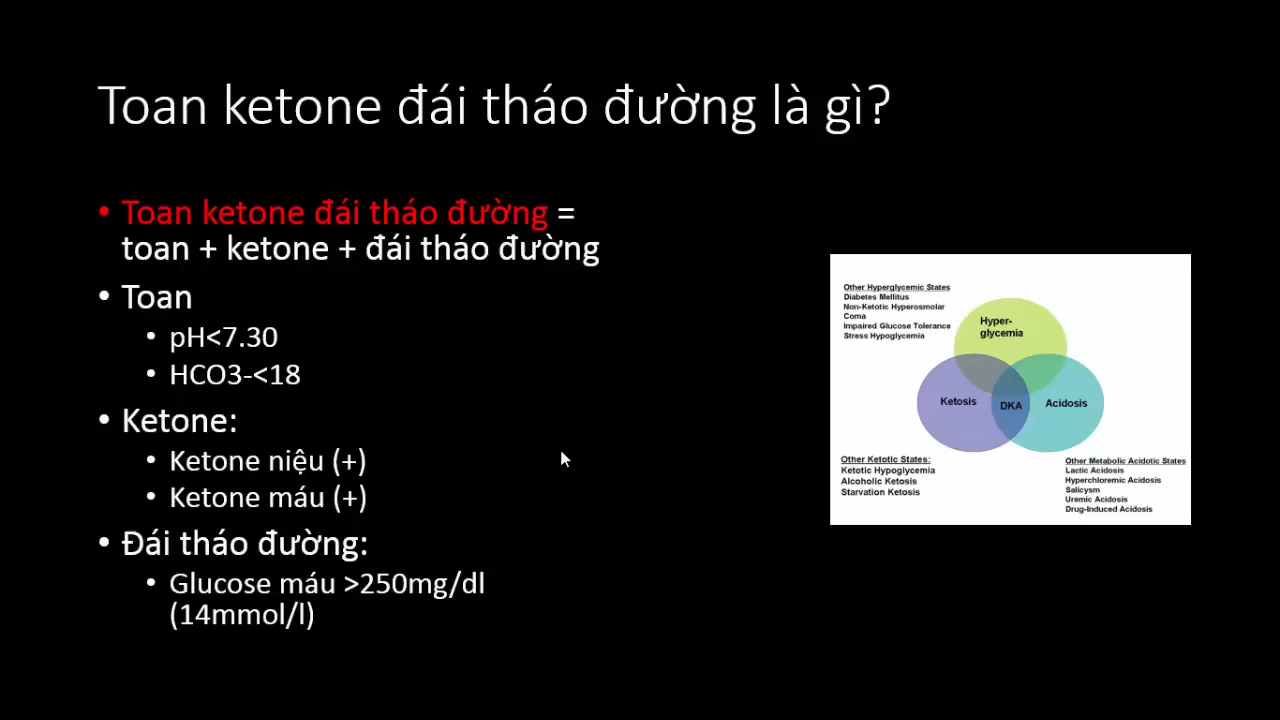 Toan ketone đái tháo đường là gì?
• Toan ketone đái tháo đường =
toan + ketone + đái tháo đường
• Toan
• pH<7.30
• HCO3-<18
• Ketone:
• Ketone niệu (+)
• Ketone máu (+)
• Đái tháo đường:
• Glucose máu >250mg/dl
(14mmol/l)
Other Hyperglycemic States
Diabetes Mellitus
Non-Ketotic Hyperosmolar
Coma
Impaired Glucose Tolerance
Stress Hypoglycemia
Hyper-
glycemia
Ketosis
DKA
Acidosis
Other Ketotic States:
Ketotic Hypoglycemia
Alcoholic Ketosis
Starvation Ketosis
Other Metabolic Acidotic States
Lactic Acidosis
Hyperchloremic Acidosis
Salicysm
Uremic Acidosis
Drug-Induced Acidosis